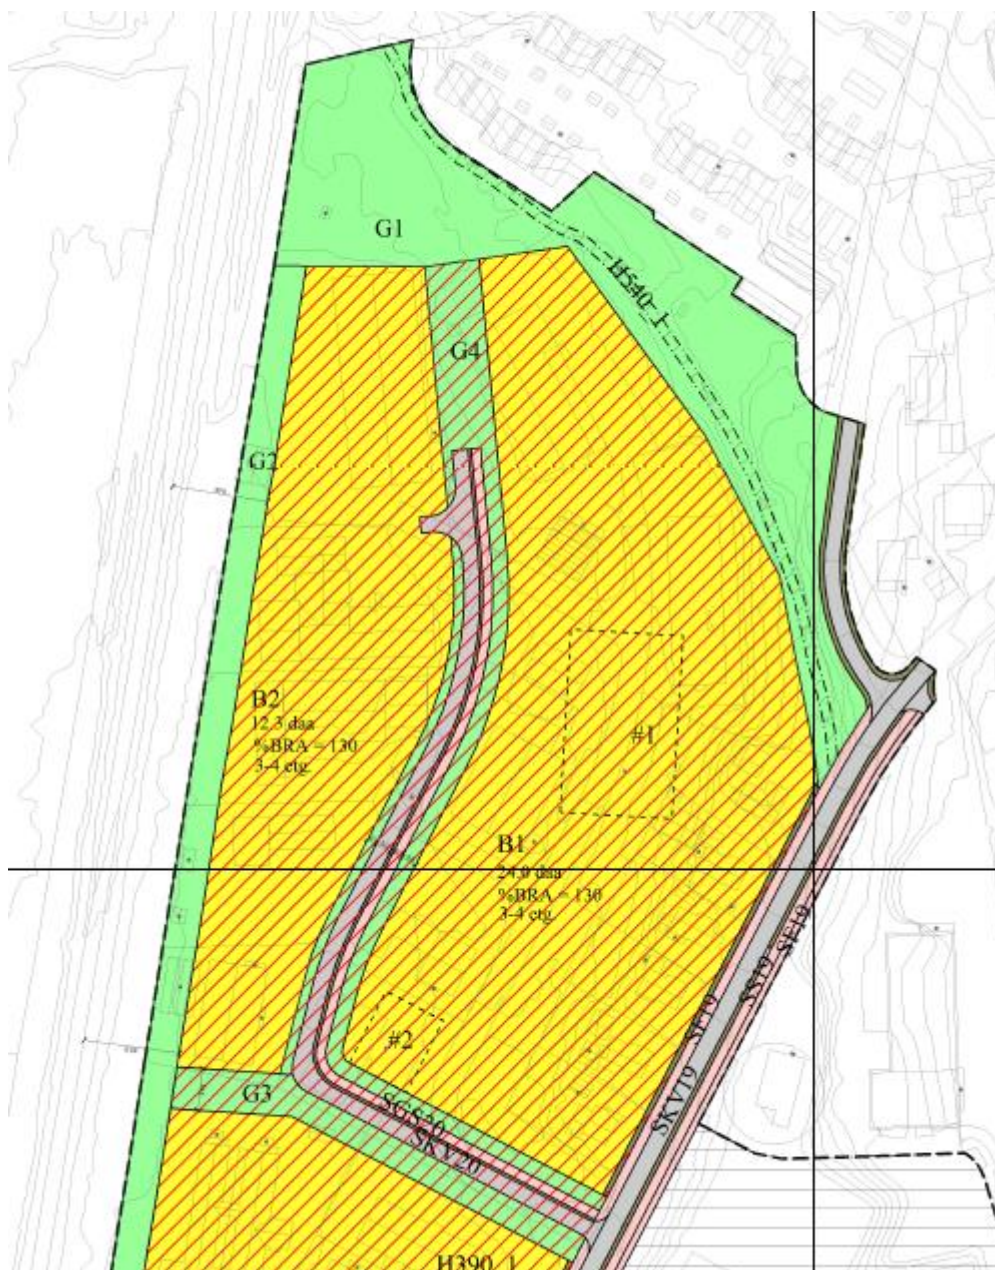 G1
H540_1
G4
G2
B2
12,3 daa
%BRA = 130
3-4 etg.
#1
B1
24,0 daa
%BRA = 130
3-4 etg.
SF19
SS19
SF19
#2
SKV19
G3
SGS20
SKV20
H390_1